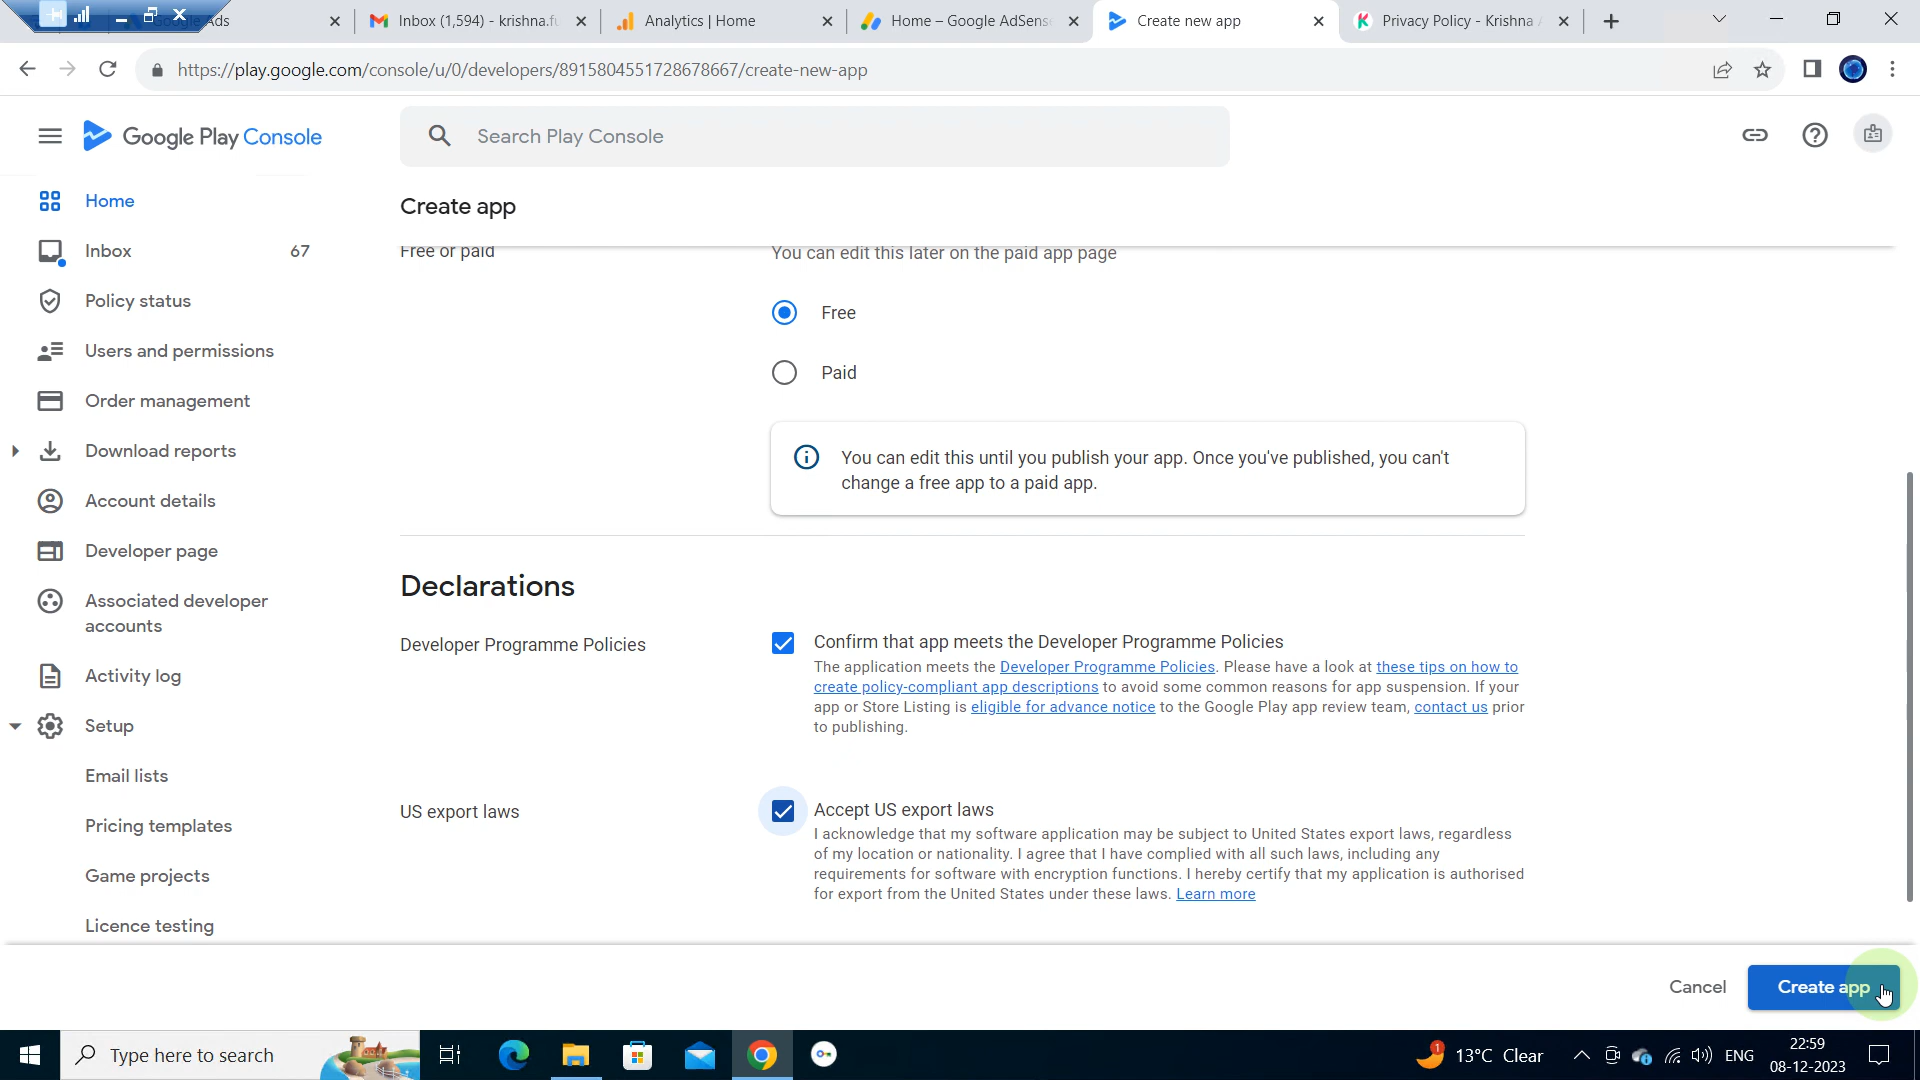 Ads
Inbox (1,594) - krishna.fu
Analytics | Home
Home – Google AdSens
Create new app
Privacy Policy - Krishna
https://play.google.com/console/u/0/developers/8915804551728678667/create-new-app
Google Play Console
Search Play Console
Create app
Home
Inbox 67
Policy status
Users and permissions
Order management
Download reports
Account details
Developer page
Associated developer
accounts
Activity log
Setup
Email lists
Pricing templates
Game projects
Licence testing
Free or paid
You can edit this later on the paid app page
Free
Paid
You can edit this until you publish your app. Once you've published, you can't
change a free app to a paid app.
Declarations
Developer Programme Policies
Confirm that app meets the Developer Programme Policies
The application meets the Developer Programme Policies. Please have a look at these tips on how to
create policy-compliant app descriptions to avoid some common reasons for app suspension. If your
app or Store Listing is eligible for advance notice to the Google Play app review team, contact us prior
to publishing.
US export laws
Accept US export laws
I acknowledge that my software application may be subject to United States export laws, regardless
of my location or nationality. I agree that I have complied with all such laws, including any
requirements for software with encryption functions. I hereby certify that my application is authorised
for export from the United States under these laws. Learn more
Cancel
Create app
Type here to search
1
13°C Clear
ENG
22:59
08-12-2023